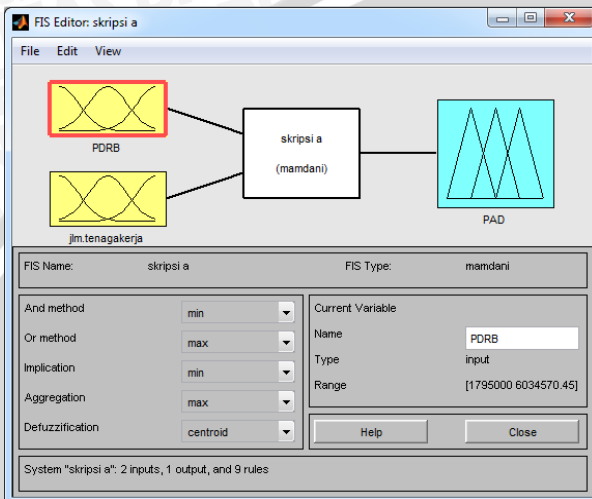 FIS Editor: skripsi a
File Edit View
PDRB
jlm.tenagakerja
skripsi a
(mamdani)
PAD
FIS Name: skripsi a FIS Type: mamdani
And method min
Or method max
Implication min
Aggregation max
Defuzzification centroid
Current Variable
Name PDRB
Type input
Range [1795000 6034570.45]
Help Close
System "skripsi a": 2 inputs, 1 output, and 9 rules